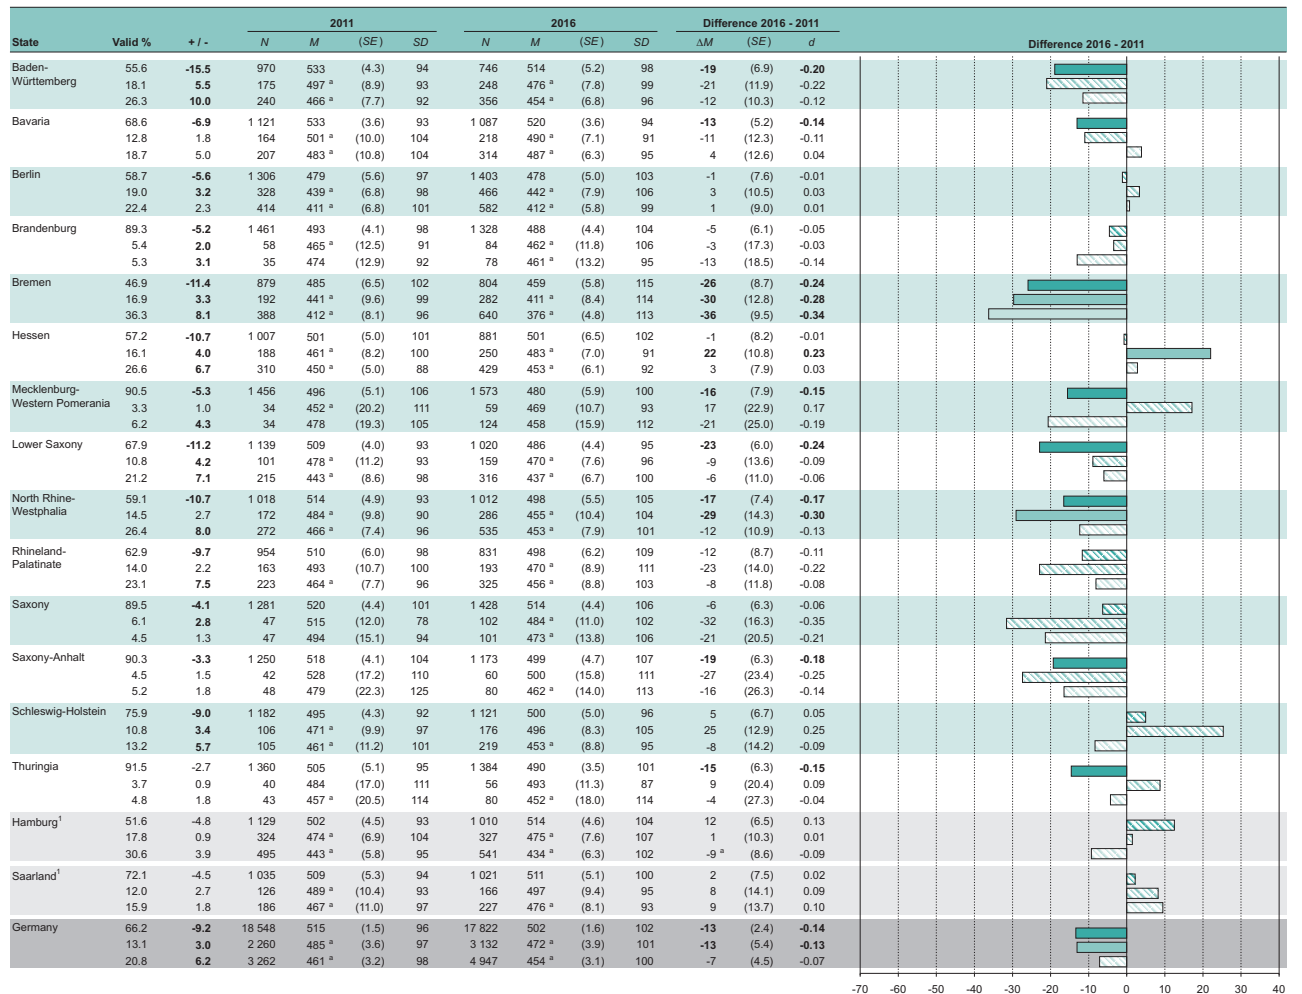 2011 2016 Difference 2016 - 2011
State Valid % + / - N M (SE) SD N M (SE) SD ΔM (SE) d Difference 2016 - 2011
Baden- 55.6 -15.5 970 533 (4.3) 94 746 514 (5.2) 98 -19 (6.9) -0.20
Württemberg 18.1 5.5 175 497 a (8.9) 93 248 476 a (7.8) 99 -21 (11.9) -0.22
26.3 10.0 240 466 a (7.7) 92 356 454 a (6.8) 96 -12 (10.3) -0.12
Bavaria 68.6 -6.9 1 121 533 (3.6) 93 1 087 520 (3.6) 94 -13 (5.2) -0.14
12.8 1.8 164 501 a (10.0) 104 218 490 a (7.1) 91 -11 (12.3) -0.11
18.7 5.0 207 483 a (10.8) 104 314 487 a (6.3) 95 4 (12.6) 0.04
Berlin 58.7 -5.6 1 306 479 (5.6) 97 1 403 478 (5.0) 103 -1 (7.6) -0.01
19.0 3.2 328 439 a (6.8) 98 466 442 a (7.9) 106 3 (10.5) 0.03
22.4 2.3 414 411 a (6.8) 101 582 412 a (5.8) 99 1 (9.0) 0.01
Brandenburg 89.3 -5.2 1 461 493 (4.1) 98 1 328 488 (4.4) 104 -5 (6.1) -0.05
5.4 2.0 58 465 a (12.5) 91 84 462 a (11.8) 106 -3 (17.3) -0.03
5.3 3.1 35 474 (12.9) 92 78 461 a (13.2) 95 -13 (18.5) -0.14
Bremen 46.9 -11.4 879 485 (6.5) 102 804 459 (5.8) 115 -26 (8.7) -0.24
16.9 3.3 192 441 a (9.6) 99 282 411 a (8.4) 114 -30 (12.8) -0.28
36.3 8.1 388 412 a (8.1) 96 640 376 a (4.8) 113 -36 (9.5) -0.34
Hessen 57.2 -10.7 1 007 501 (5.0) 101 881 501 (6.5) 102 -1 (8.2) -0.01
16.1 4.0 188 461 a (8.2) 100 250 483 a (7.0) 91 22 (10.8) 0.23
26.6 6.7 310 450 a (5.0) 88 429 453 a (6.1) 92 3 (7.9) 0.03
Mecklenburg- 90.5 -5.3 1 456 496 (5.1) 106 1 573 480 (5.9) 100 -16 (7.9) -0.15
Western Pomerania 3.3 1.0 34 452 a (20.2) 111 59 469 (10.7) 93 17 (22.9) 0.17
6.2 4.3 34 478 (19.3) 105 124 458 (15.9) 112 -21 (25.0) -0.19
Lower Saxony 67.9 -11.2 1 139 509 (4.0) 93 1 020 486 (4.4) 95 -23 (6.0) -0.24
10.8 4.2 101 478 a (11.2) 93 159 470 a (7.6) 96 -9 (13.6) -0.09
21.2 7.1 215 443 a (8.6) 98 316 437 a (6.7) 100 -6 (11.0) -0.06
North Rhine- 59.1 -10.7 1 018 514 (4.9) 93 1 012 498 (5.5) 105 -17 (7.4) -0.17
Westphalia 14.5 2.7 172 484 a (9.8) 90 286 455 a (10.4) 104 -29 (14.3) -0.30
26.4 8.0 272 466 a (7.4) 96 535 453 a (7.9) 101 -12 (10.9) -0.13
Rhineland- 62.9 -9.7 954 510 (6.0) 98 831 498 (6.2) 109 -12 (8.7) -0.11
Palatinate 14.0 2.2 163 493 (10.7) 100 193 470 a (8.9) 111 -23 (14.0) -0.22
23.1 7.5 223 464 a (7.7) 96 325 456 a (8.8) 103 -8 (11.8) -0.08
Saxony 89.5 -4.1 1 281 520 (4.4) 101 1 428 514 (4.4) 106 -6 (6.3) -0.06
6.1 2.8 47 515 (12.0) 78 102 484 a (11.0) 102 -32 (16.3) -0.35
4.5 1.3 47 494 (15.1) 94 101 473 a (13.8) 106 -21 (20.5) -0.21
Saxony-Anhalt 90.3 -3.3 1 250 518 (4.1) 104 1 173 499 (4.7) 107 -19 (6.3) -0.18
4.5 1.5 42 528 (17.2) 110 60 500 (15.8) 111 -27 (23.4) -0.25
5.2 1.8 48 479 (22.3) 125 80 462 a (14.0) 113 -16 (26.3) -0.14
Schleswig-Holstein 75.9 -9.0 1 182 495 (4.3) 92 1 121 500 (5.0) 96 5 (6.7) 0.05
10.8 3.4 106 471 a (9.9) 97 176 496 (8.3) 105 25 (12.9) 0.25
13.2 5.7 105 461 a (11.2) 101 219 453 a (8.8) 95 -8 (14.2) -0.09
Thuringia 91.5 -2.7 1 360 505 (5.1) 95 1 384 490 (3.5) 101 -15 (6.3) -0.15
3.7 0.9 40 484 (17.0) 111 56 493 (11.3) 87 9 (20.4) 0.09
4.8 1.8 43 457 a (20.5) 114 80 452 a (18.0) 114 -4 (27.3) -0.04
Hamburg1 51.6 -4.8 1 129 502 (4.5) 93 1 010 514 (4.6) 104 12 (6.5) 0.13
17.8 0.9 324 474 a (6.9) 104 327 475 a (7.6) 107 1 (10.3) 0.01
30.6 3.9 495 443 a (5.8) 95 541 434 a (6.3) 102 -9 a (8.6) -0.09
Saarland1 72.1 -4.5 1 035 509 (5.3) 94 1 021 511 (5.1) 100 2 (7.5) 0.02
12.0 2.7 126 489 a (10.4) 93 166 497 (9.4) 95 8 (14.1) 0.09
15.9 1.8 186 467 a (11.0) 97 227 476 a (8.1) 93 9 (13.7) 0.10
Germany 66.2 -9.2 18 548 515 (1.5) 96 17 822 502 (1.6) 102 -13 (2.4) -0.14
13.1 3.0 2 260 485 a (3.6) 97 3 132 472 a (3.9) 101 -13 (5.4) -0.13
20.8 6.2 3 262 461 a (3.2) 98 4 947 454 a (3.1) 100 -7 (4.5) -0.07
-70 -60 -50 -40 -30 -20 -10 0 10 20 30 40